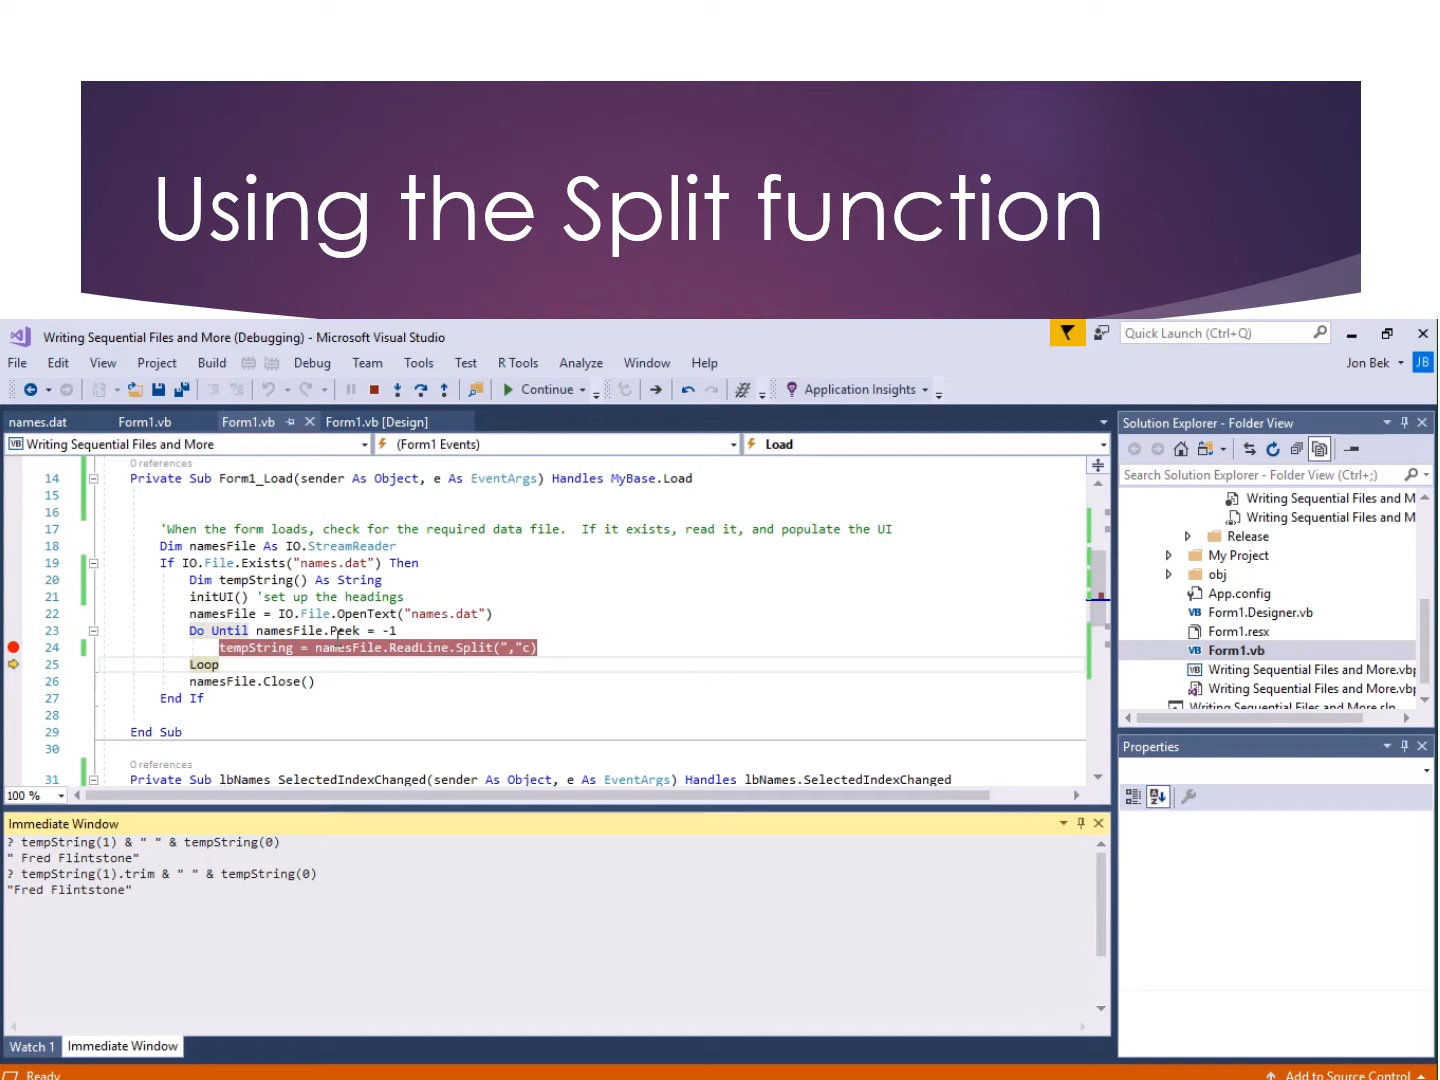 Using the Split function
Writing Sequential Files and More (Debugging) - Microsoft Visual Studio
Quick Launch (Ctrl+Q)
File Edit View Project Build Debug Team Tools Test R Tools Analyze Window Help
Jon Bek JB
Continue Application Insights
names.dat Form1.vb Form1.vb Form1.vb [Design]
Solution Explorer - Folder View
VB Writing Sequential Files and More (Form1 Events) Load
Search Solution Explorer - Folder View (Ctrl+;)
0 references
14 Private Sub Form1_Load(sender As Object, e As EventArgs) Handles MyBase.Load
15
16
17 'When the form loads, check for the required data file.  If it exists, read it, and populate the UI
18 Dim namesFile As IO.StreamReader
19 If IO.File.Exists("names.dat") Then
20 Dim tempString() As String
21 initUI() 'set up the headings
22 namesFile = IO.File.OpenText("names.dat")
23 Do Until namesFile.Peek = -1
24 tempString = namesFile.ReadLine.Split(","c)
25 Loop
26 namesFile.Close()
27 End If
28
29 End Sub
30
0 references
31 Private Sub lbNames_SelectedIndexChanged(sender As Object, e As EventArgs) Handles lbNames.SelectedIndexChanged
100 %
Writing Sequential Files and M
Writing Sequential Files and M
Release
My Project
obj
App.config
VB Form1.Designer.vb
Form1.resx
VB Form1.vb
VB Writing Sequential Files and More.vbp
Writing Sequential Files and More.vbp
Writing Sequential Files and More.sln
Properties
Immediate Window
? tempString(1) & " " & tempString(0)
" Fred Flintstone"
? tempString(1).trim & " " & tempString(0)
"Fred Flintstone"
Watch 1 Immediate Window
Ready
Add to Source Control